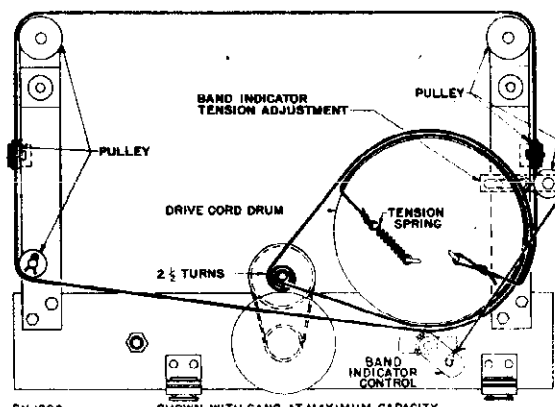 BAND INDICATOR
TENSION ADJUSTMENT
PULLEY
PULLEY
DRIVE CORD DRUM
TENSION
SPRING
2 ½ TURNS
BAND
INDICATOR
CONTROL
SHOWN WITH GANG AT MAXIMUM CAPACITY